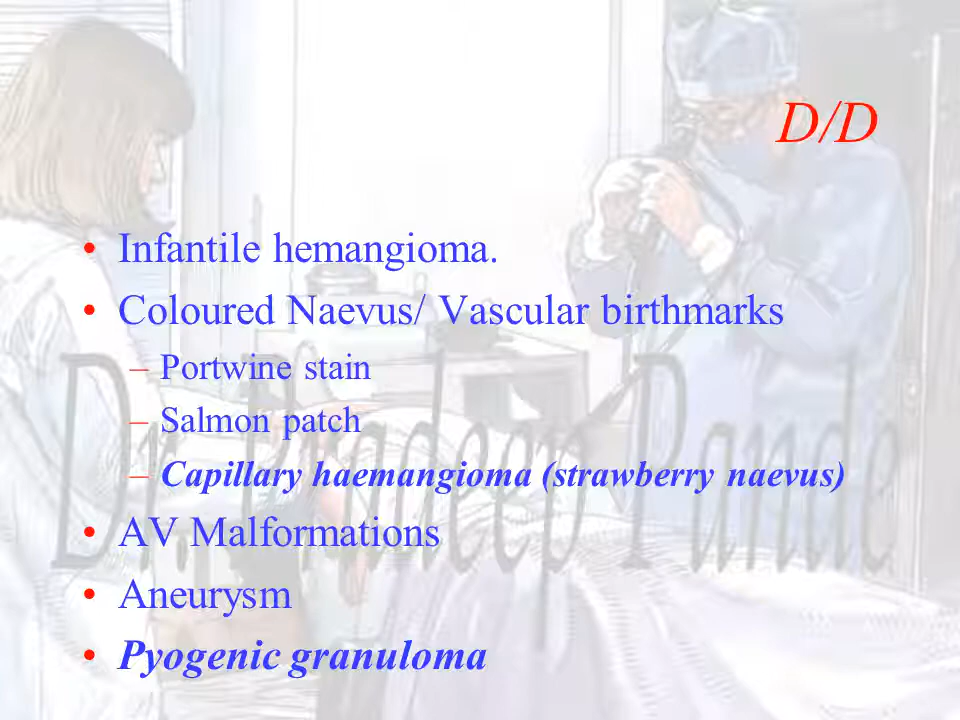 D/D
• Infantile hemangioma.
• Coloured Naevus/ Vascular birthmarks
– Portwine stain
– Salmon patch
– Capillary haemangioma (strawberry naevus)
• AV Malformations
• Aneurysm
• Pyogenic granuloma
Dr. Pradeep Pande